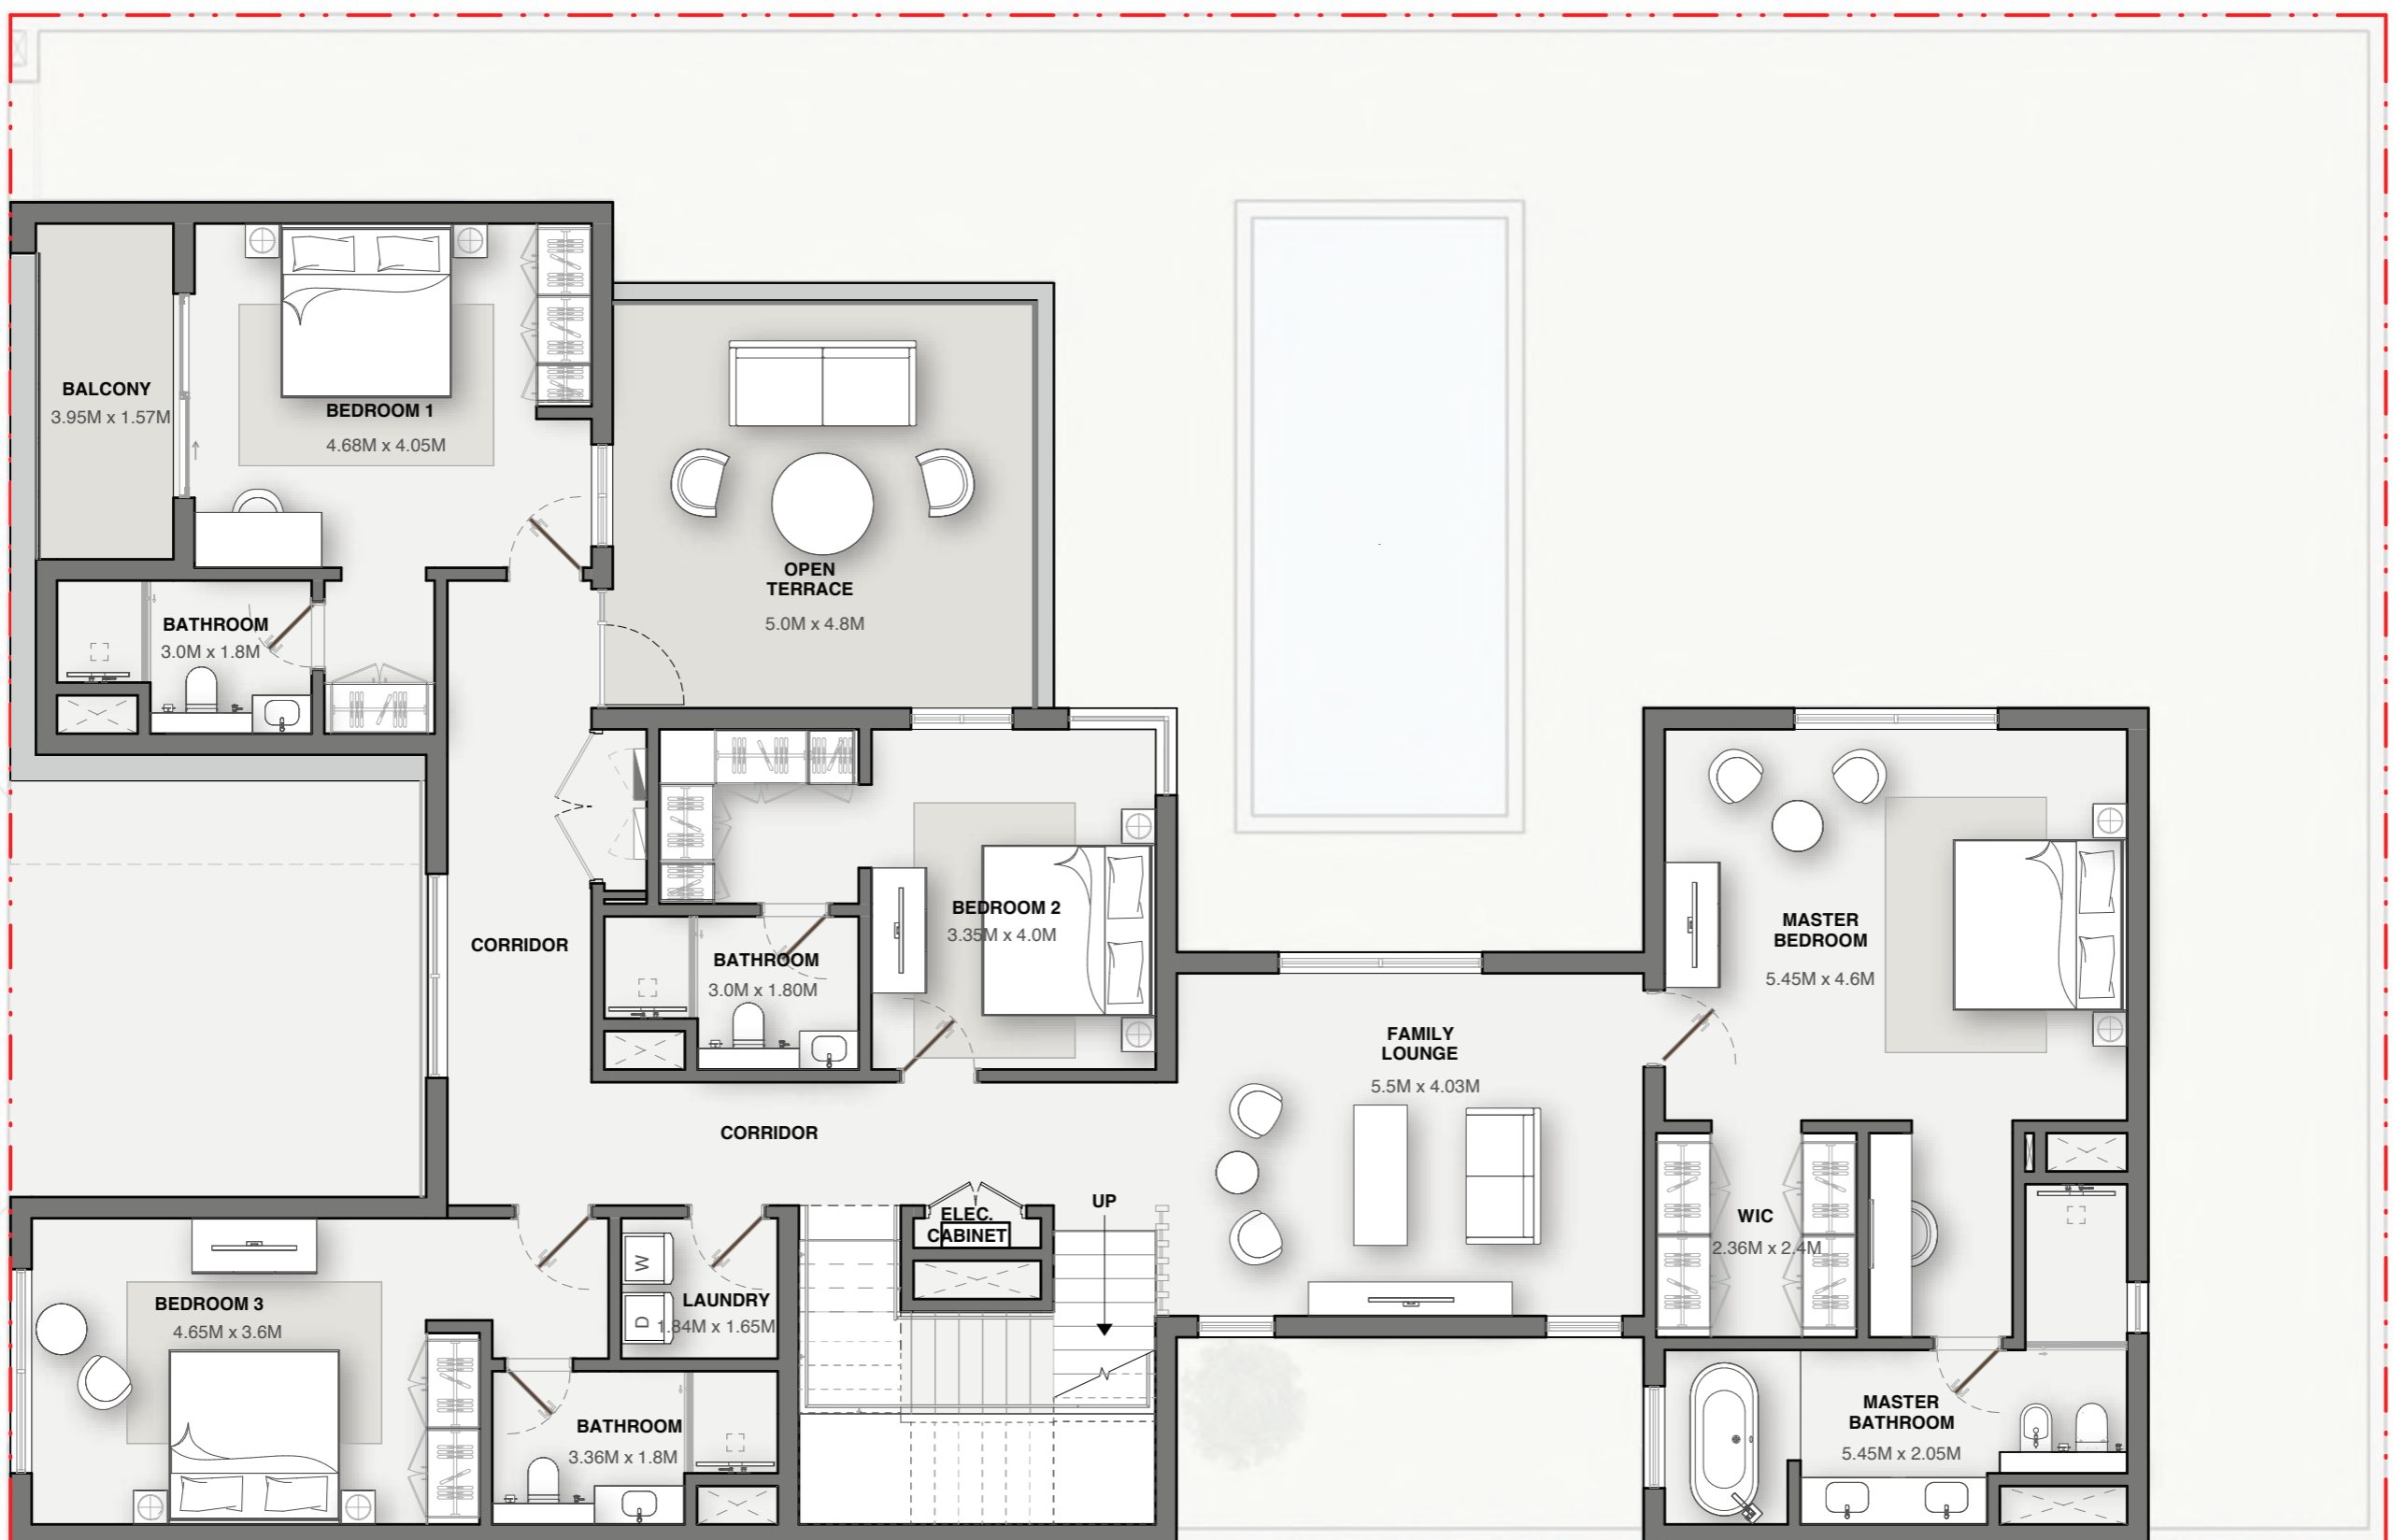 BALCONY
3.95M x 1.57M
BEDROOM 1
4.68M x 4.05M
OPEN
TERRACE
5.0M x 4.8M
BATHROOM
3.0M x 1.8M
CORRIDOR
BATHROOM
3.0M x 1.80M
BEDROOM 2
3.35M x 4.0M
MASTER
BEDROOM
5.45M x 4.6M
FAMILY
LOUNGE
5.5M x 4.03M
CORRIDOR
UP
ELEC.
CABINET
WIC
2.36M x 2.4M
BEDROOM 3
4.65M x 3.6M
W
D
LAUNDRY
1.84M x 1.65M
BATHROOM
3.36M x 1.8M
MASTER
BATHROOM
5.45M x 2.05M